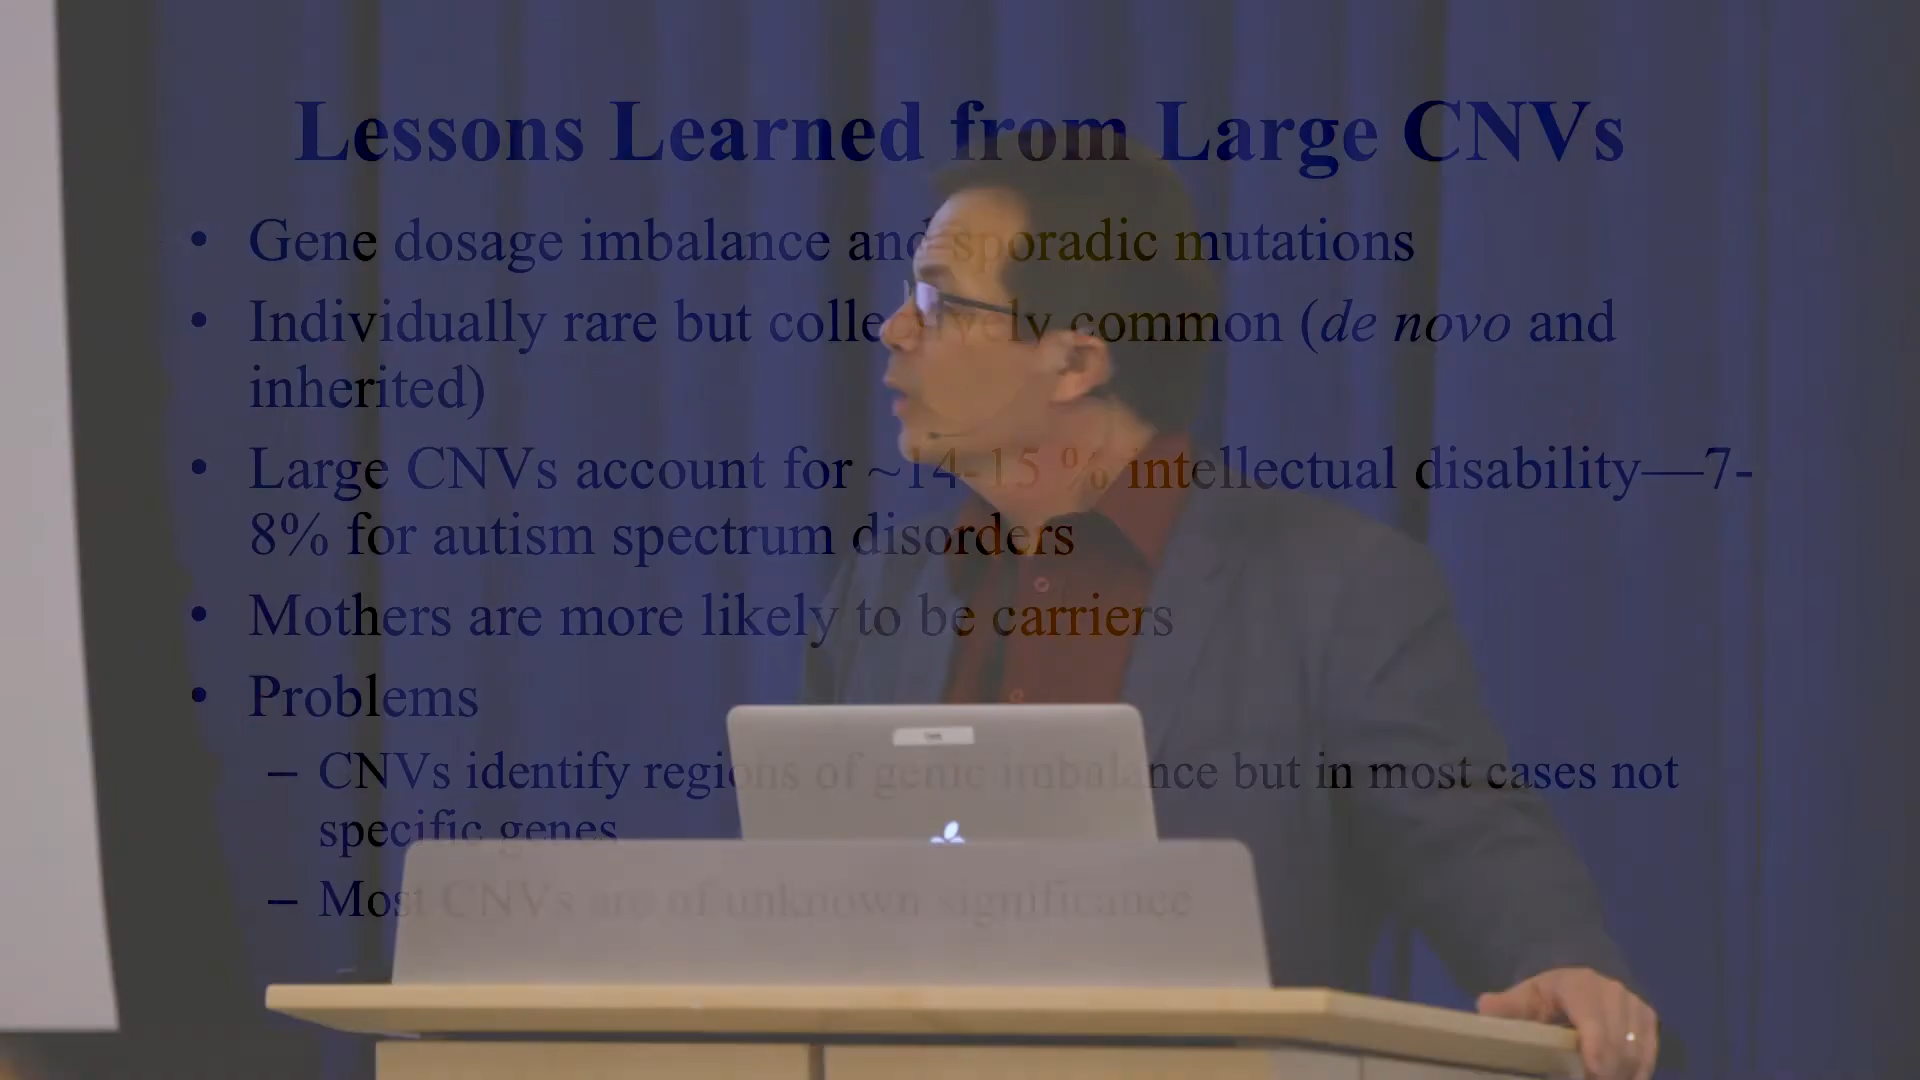 Lessons Learned from Large CNVs
• Gene dosage imbalance and sporadic mutations
• Individually rare but collectively common (de novo and
inherited)
• Large CNVs account for ~14-15 % intellectual disability—7-
8% for autism spectrum disorders
• Mothers are more likely to be carriers
• Problems
– CNVs identify regions of genic imbalance but in most cases not
specific genes
– Most CNVs are of unknown significance